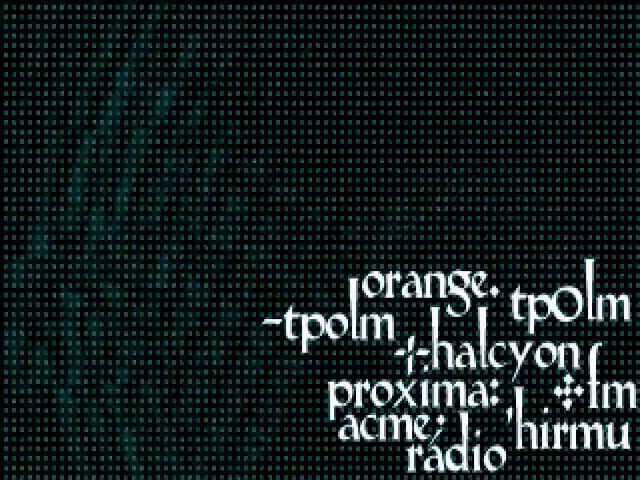 orange. tpOlm
-tpolm
-+-halcyon
proxima: fm
acme; 'hirmu
radio